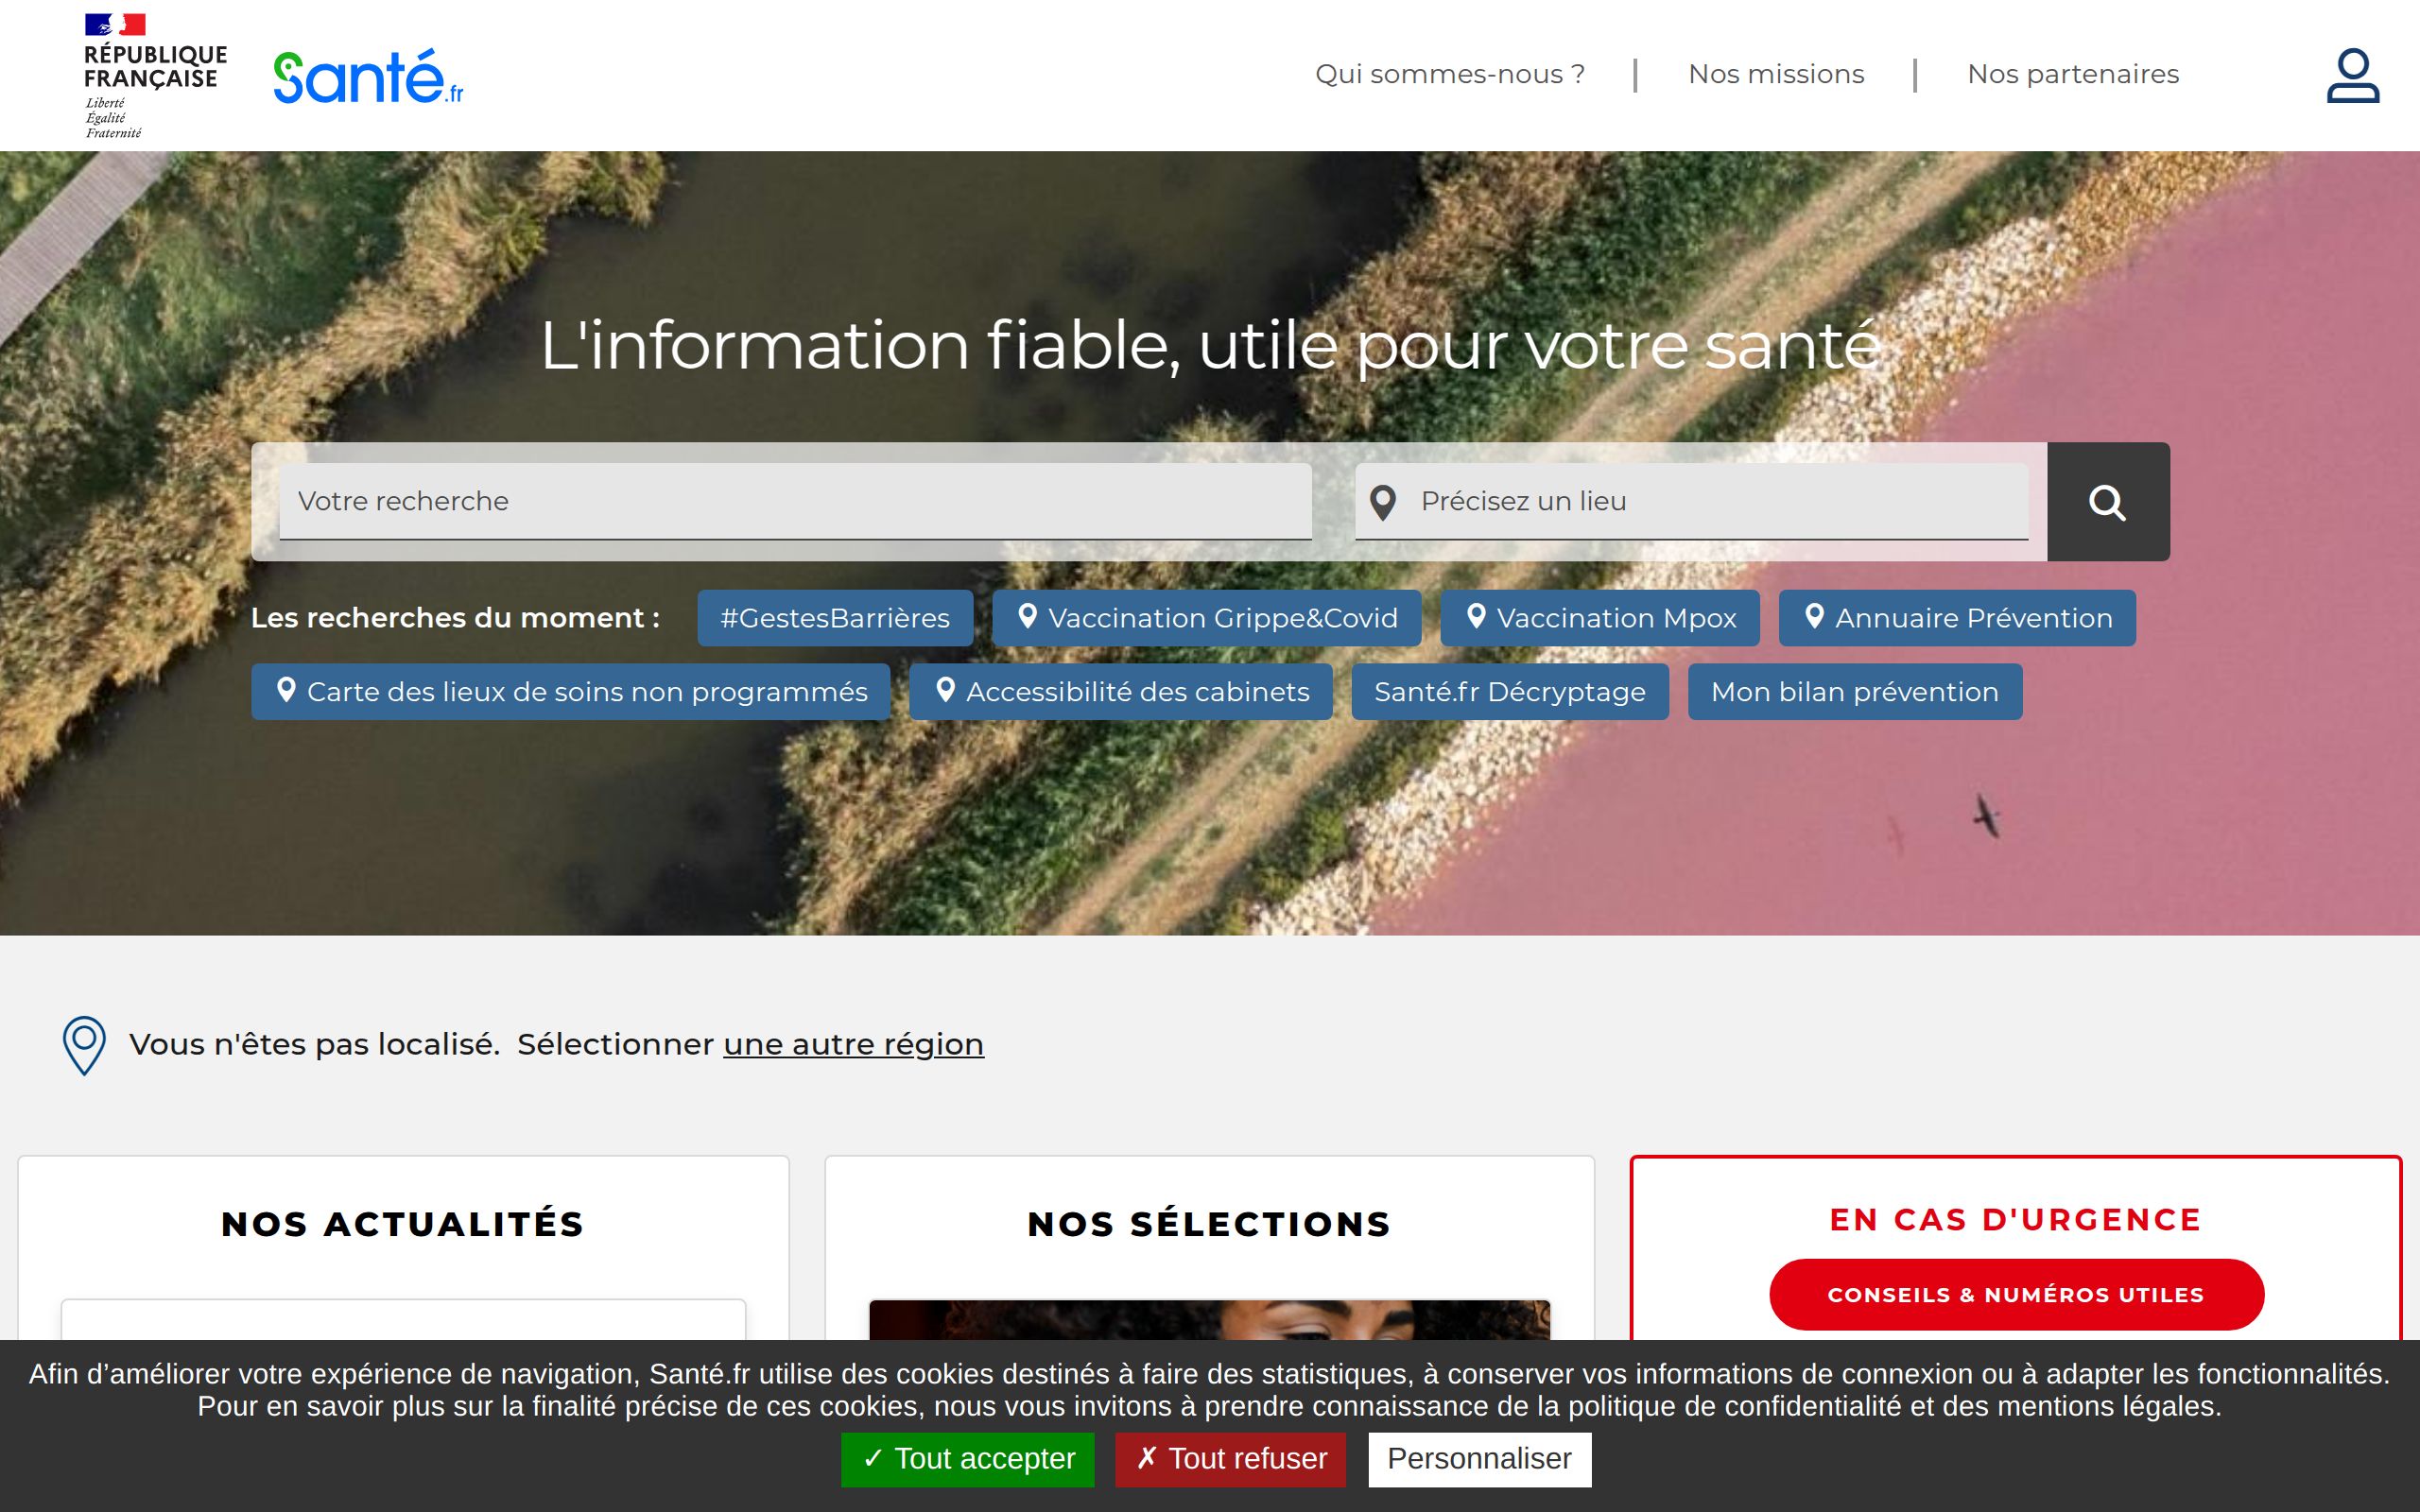 RÉPUBLIQUE
FRANÇAISE
Liberté
Égalité
Fraternité
Santé.fr
Qui sommes-nous ?
Nos missions
Nos partenaires
L'information fiable, utile pour votre santé
Votre recherche
Précisez un lieu
Les recherches du moment :
#GestesBarrières
Vaccination Grippe&Covid
Vaccination Mpox
Annuaire Prévention
Carte des lieux de soins non programmés
Accessibilité des cabinets
Santé.fr Décryptage
Mon bilan prévention
Vous n'êtes pas localisé. Sélectionner une autre région
NOS ACTUALITÉS
NOS SÉLECTIONS
EN CAS D'URGENCE
CONSEILS & NUMÉROS UTILES
Afin d’améliorer votre expérience de navigation, Santé.fr utilise des cookies destinés à faire des statistiques, à conserver vos informations de connexion ou à adapter les fonctionnalités.
Pour en savoir plus sur la finalité précise de ces cookies, nous vous invitons à prendre connaissance de la politique de confidentialité et des mentions légales.
✓ Tout accepter
✗ Tout refuser
Personnaliser